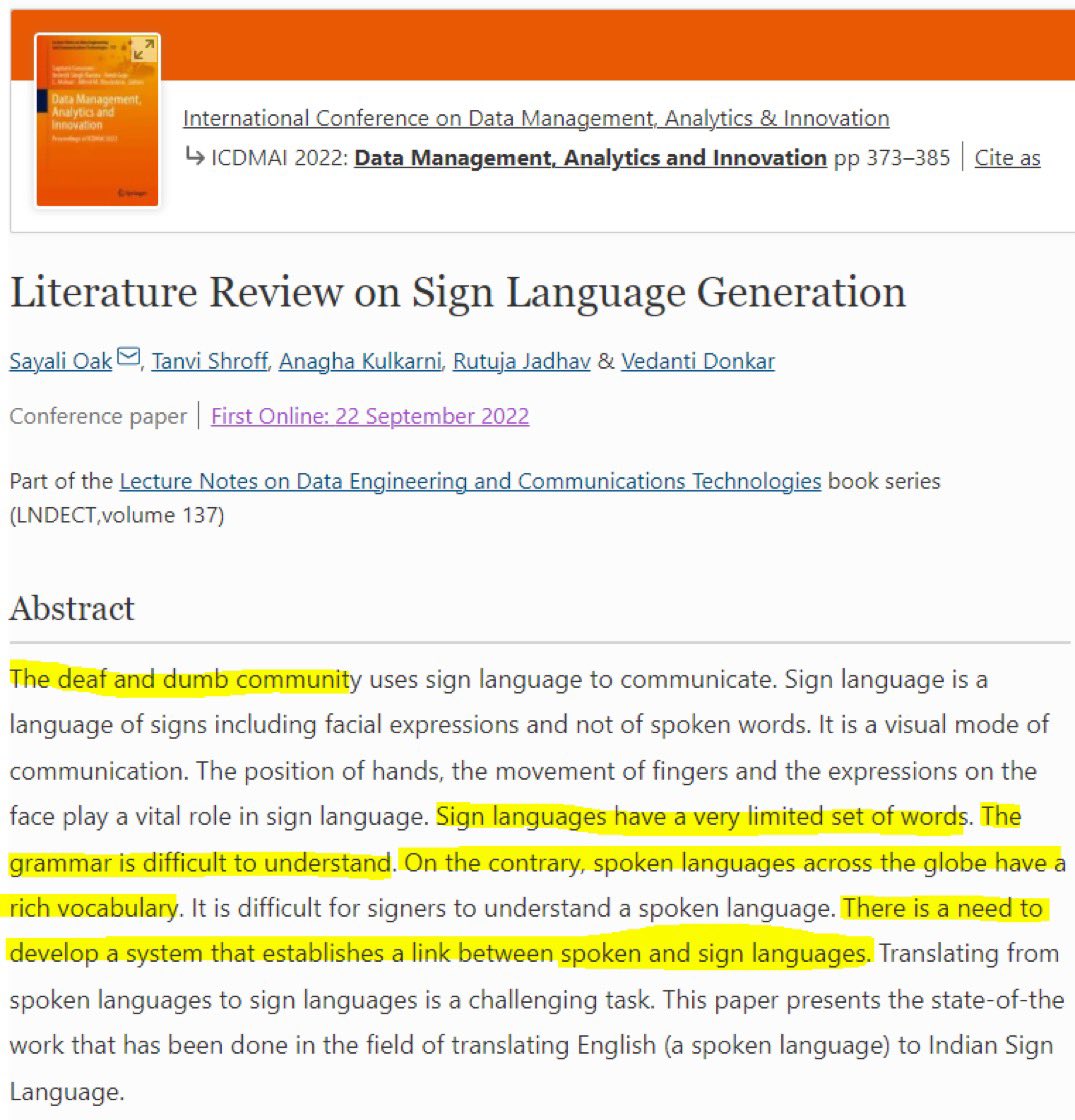 Data Management,
Analytics and
Innovation
Proceedings of ICDMAI 2022
Springer
International Conference on Data Management, Analytics & Innovation
ICDMAI 2022: Data Management, Analytics and Innovation pp 373–385 | Cite as
Literature Review on Sign Language Generation
Sayali Oak, Tanvi Shroff, Anagha Kulkarni, Rutuja Jadhav & Vedanti Donkar
Conference paper | First Online: 22 September 2022
Part of the Lecture Notes on Data Engineering and Communications Technologies book series
(LNDECT,volume 137)
Abstract
The deaf and dumb community uses sign language to communicate. Sign language is a
language of signs including facial expressions and not of spoken words. It is a visual mode of
communication. The position of hands, the movement of fingers and the expressions on the
face play a vital role in sign language. Sign languages have a very limited set of words. The
grammar is difficult to understand. On the contrary, spoken languages across the globe have a
rich vocabulary. It is difficult for signers to understand a spoken language. There is a need to
develop a system that establishes a link between spoken and sign languages. Translating from
spoken languages to sign languages is a challenging task. This paper presents the state-of-the
work that has been done in the field of translating English (a spoken language) to Indian Sign
Language.